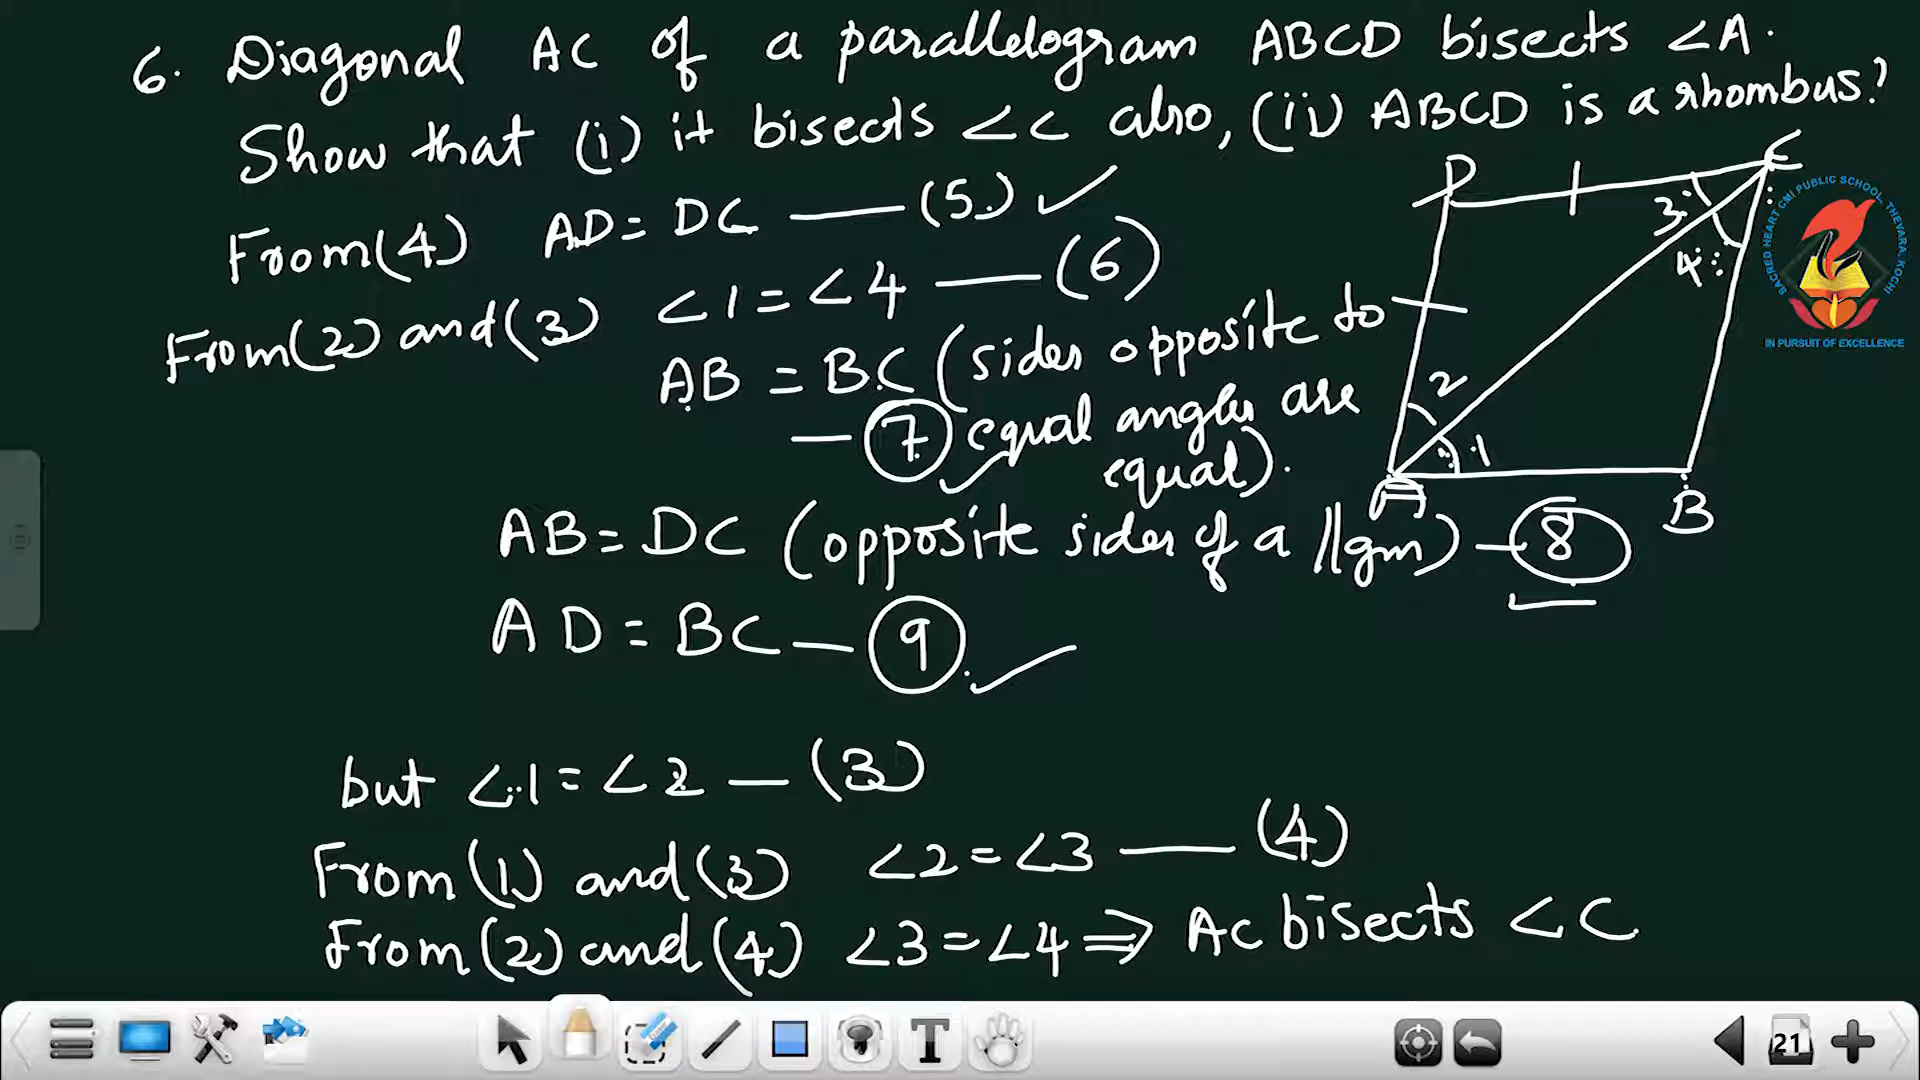 6. Diagonal AC of a parallelogram ABCD bisects ∠A.
Show that (i) it bisects ∠C also, (ii) ABCD is a rhombus?
From (4) AD = DC — (5)
From (2) and (3) ∠1 = ∠4 — (6)
AB = BC (sides opposite to
— 7 equal angles are
equal).
AB = DC (opposite sides of a ||gm) — 8
AD = BC — 9
but ∠1 = ∠2 — (3)
From (1) and (3) ∠2 = ∠3 — (4)
From (2) and (4) ∠3 = ∠4 ⇒ AC bisects ∠C
D
C
3
4
2
1
A
B
SACRED HEART CMI PUBLIC SCHOOL, THEVARA, KOCHI
IN PURSUIT OF EXCELLENCE
T
21